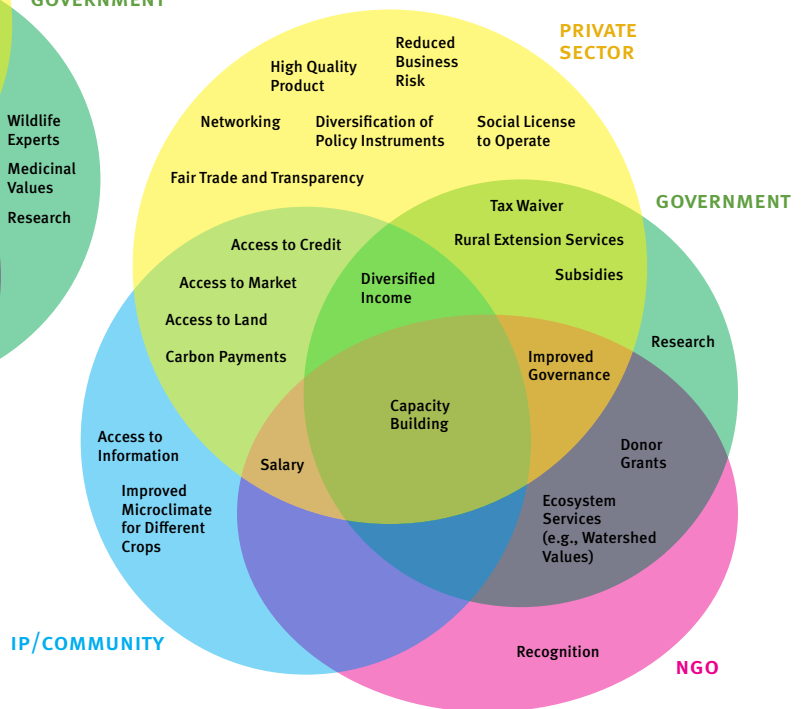 GOVERNMENT
Wildlife
Experts
Medicinal
Values
Research
PRIVATE
SECTOR
Reduced
Business
Risk
High Quality
Product
Networking
Diversification of
Policy Instruments
Social License
to Operate
Fair Trade and Transparency
GOVERNMENT
Tax Waiver
Rural Extension Services
Subsidies
Access to Credit
Access to Market
Access to Land
Carbon Payments
Diversified
Income
Research
Improved
Governance
Capacity
Building
Donor
Grants
Salary
Access to
Information
Improved
Microclimate
for Different
Crops
Ecosystem
Services
(e.g., Watershed
Values)
IP/COMMUNITY
Recognition
NGO